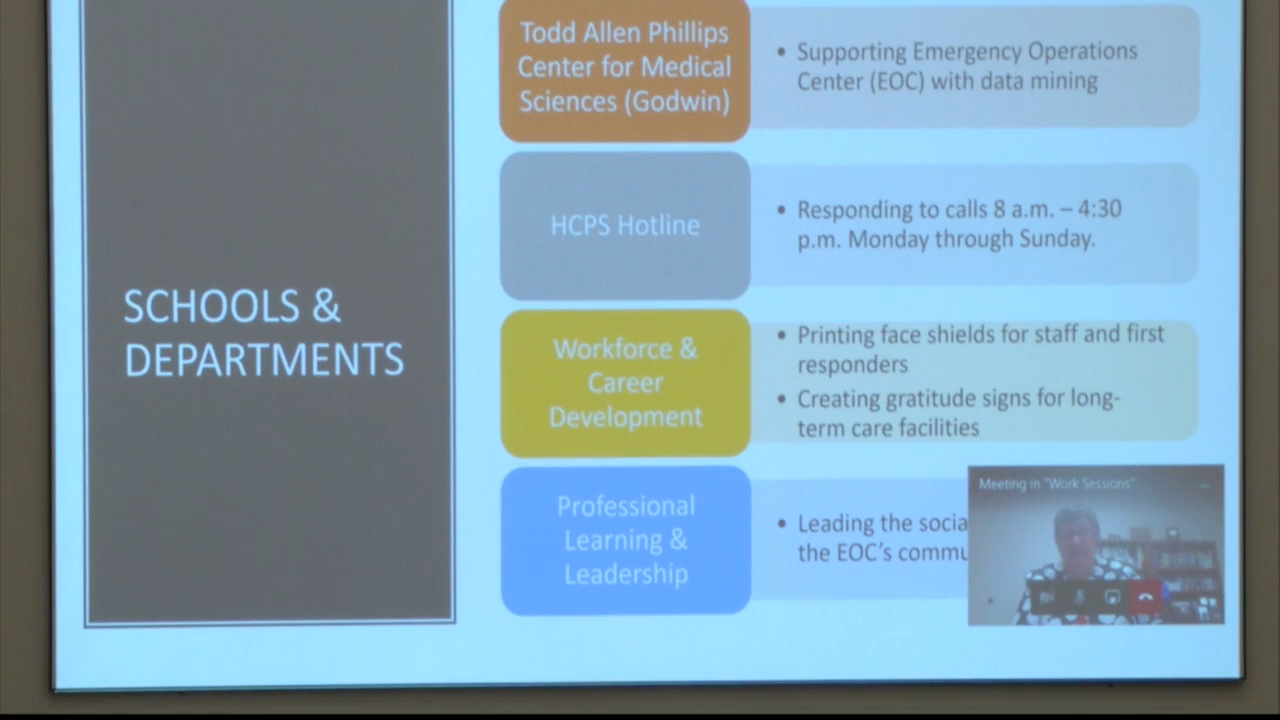 SCHOOLS &
DEPARTMENTS
Todd Allen Phillips
Center for Medical
Sciences (Godwin)
• Supporting Emergency Operations
Center (EOC) with data mining
HCPS Hotline
• Responding to calls 8 a.m. – 4:30
p.m. Monday through Sunday.
Workforce &
Career
Development
• Printing face shields for staff and first
responders
• Creating gratitude signs for long-
term care facilities
Professional
Learning &
Leadership
• Leading the socia
the EOC's commu
Meeting in "Work Sessions"